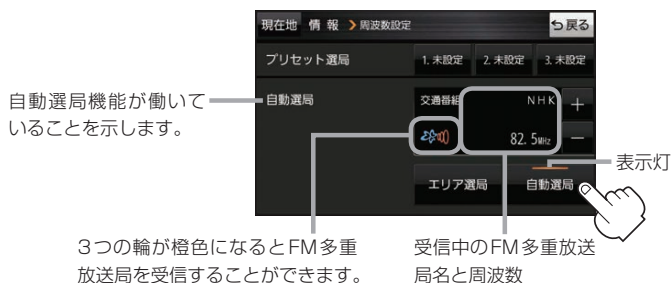 現在地 情 報 > 周波数設定 戻る
プリセット選局 1. 未設定 2. 未設定 3. 未設定
自動選局機能が働いて
いることを示します。
自動選局 交通番組 NHK +
82. 5MHz −
表示灯
エリア選局 自動選局
3つの輪が橙色になるとFM多重
放送局を受信することができます。
受信中のFM多重放送
局名と周波数